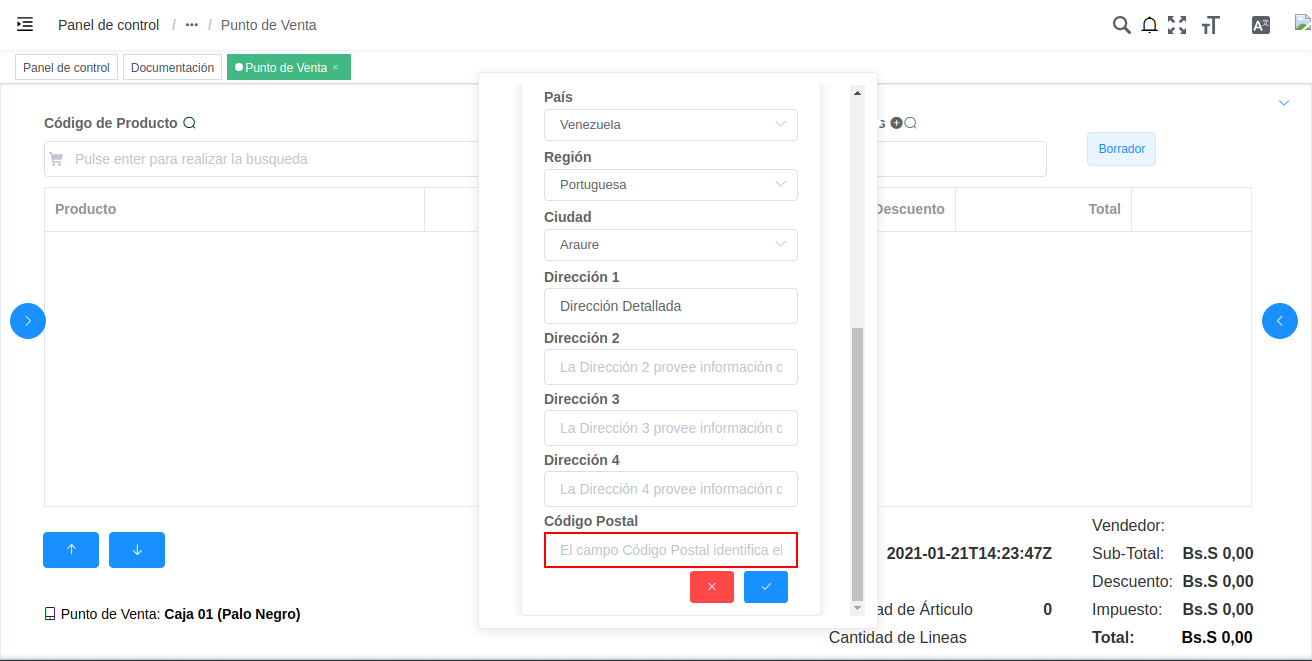 Panel de control / ••• / Punto de Venta
Panel de control
Documentación
Punto de Venta ×
Código de Producto
Pulse enter para realizar la busqueda
Borrador
Producto
Descuento
Total
País
Venezuela
Región
Portuguesa
Ciudad
Araure
Dirección 1
Dirección Detallada
Dirección 2
La Dirección 2 provee información d
Dirección 3
La Dirección 3 provee información d
Dirección 4
La Dirección 4 provee información d
Código Postal
El campo Código Postal identifica el
Punto de Venta: Caja 01 (Palo Negro)
2021-01-21T14:23:47Z
ad de Árticulo 0
Cantidad de Lineas
Vendedor:
Sub-Total: Bs.S 0,00
Descuento: Bs.S 0,00
Impuesto: Bs.S 0,00
Total: Bs.S 0,00